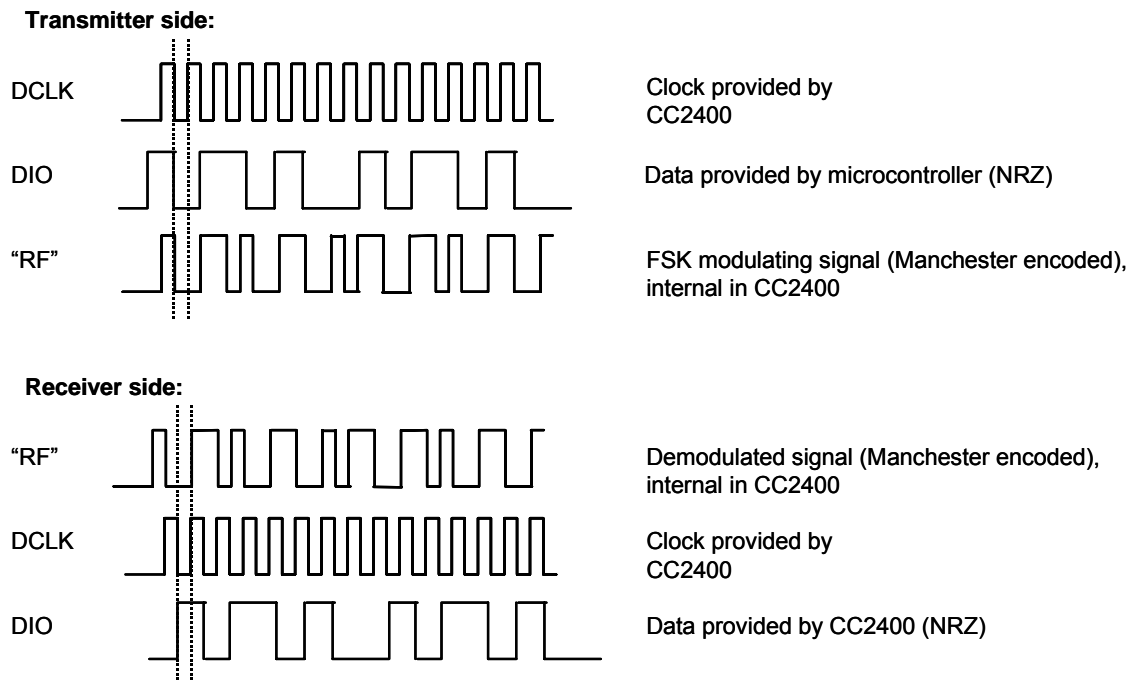 Transmitter side:
DCLK
Clock provided by
CC2400
DIO
Data provided by microcontroller (NRZ)
“RF”
FSK modulating signal (Manchester encoded),
internal in CC2400
Receiver side:
“RF”
Demodulated signal (Manchester encoded),
internal in CC2400
DCLK
Clock provided by
CC2400
DIO
Data provided by CC2400 (NRZ)